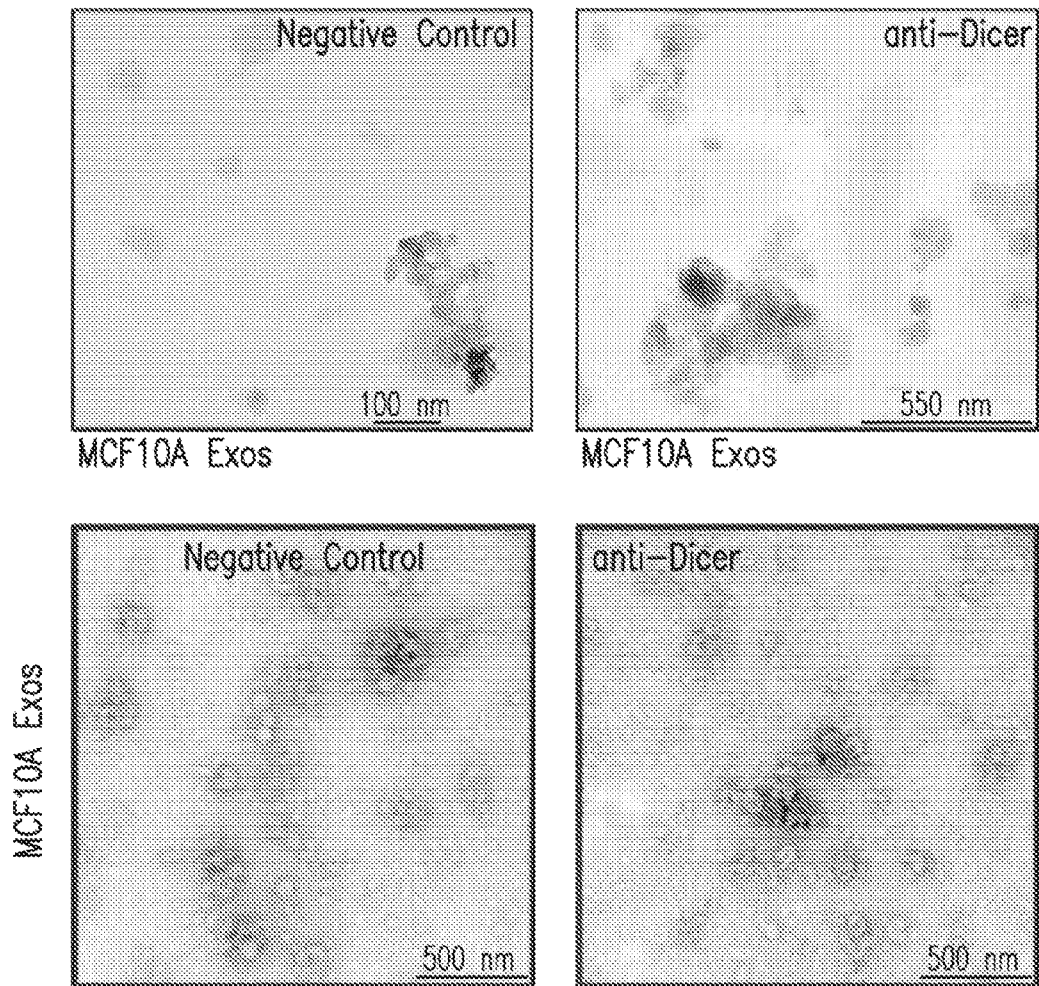 Negative Control
anti-Dicer
100 nm
550 nm
MCF10A Exos
MCF10A Exos
Negative Control
anti-Dicer
MCF10A Exos
500 nm
500 nm